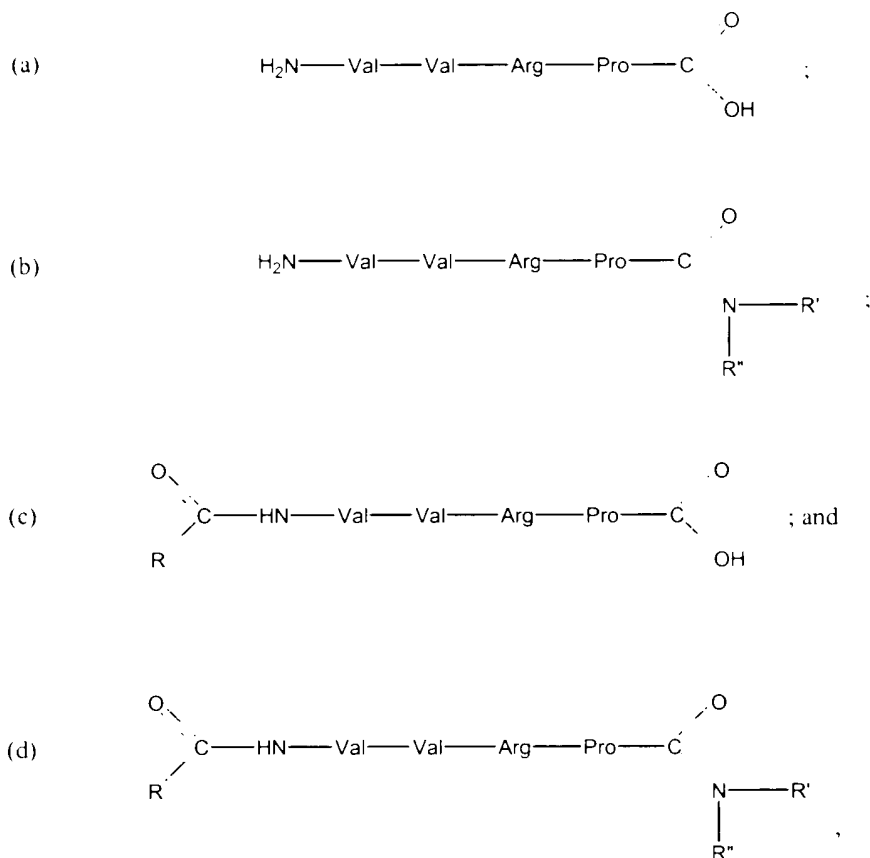 O
(a) H₂N—Val—Val—Arg—Pro—C ;
OH
O
(b) H₂N—Val—Val—Arg—Pro—C
N—R' ;
R"
O O
(c) C—HN—Val—Val—Arg—Pro—C ; and
R OH
O O
(d) C—HN—Val—Val—Arg—Pro—C
R
N—R'
R" ,